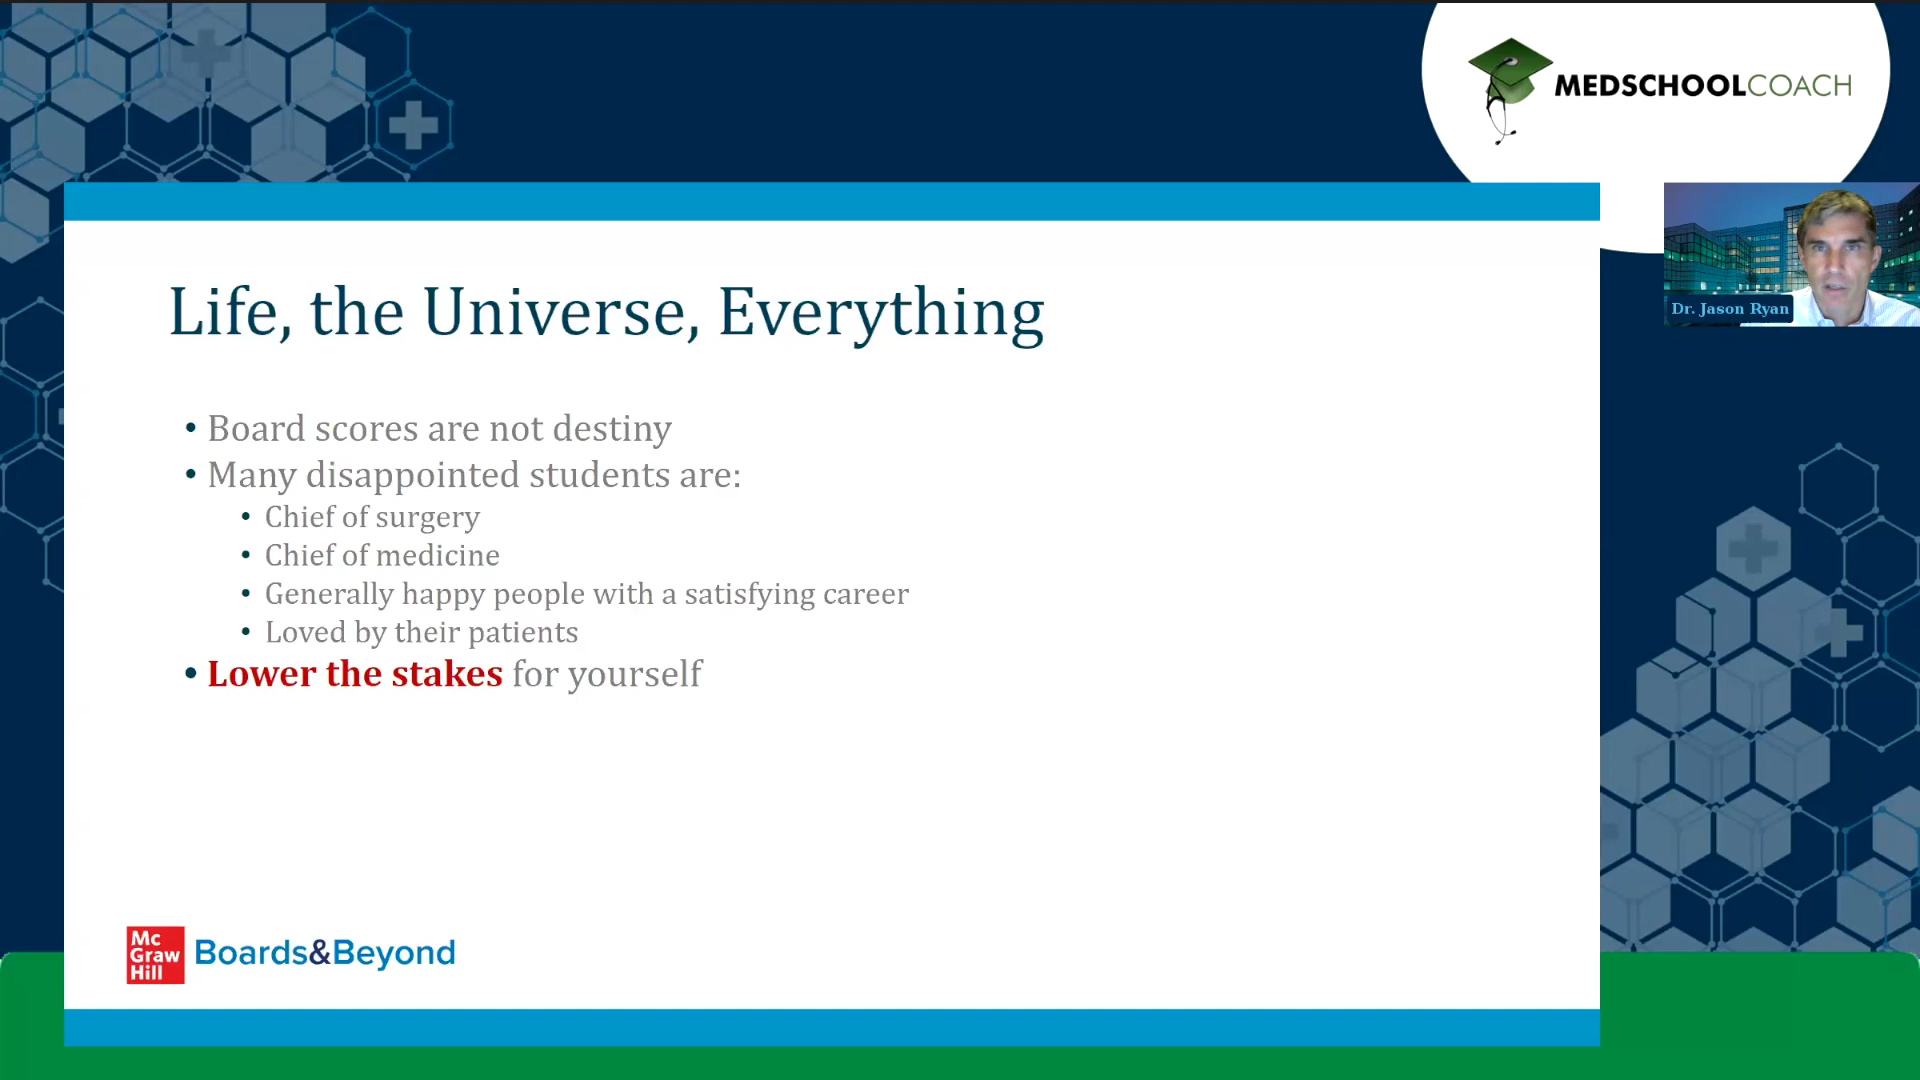 MEDSCHOOLCOACH
Dr. Jason Ryan
Life, the Universe, Everything
• Board scores are not destiny
• Many disappointed students are:
• Chief of surgery
• Chief of medicine
• Generally happy people with a satisfying career
• Loved by their patients
• Lower the stakes for yourself
Mc
Graw
Hill
Boards&Beyond